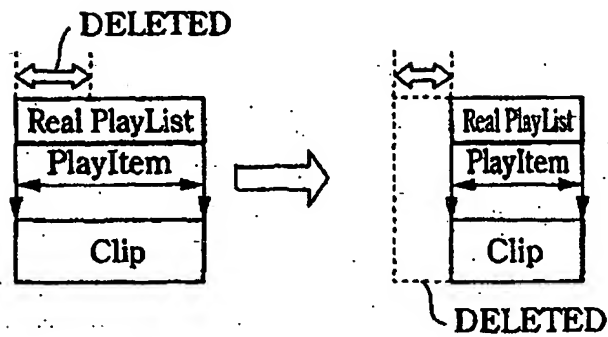 DELETED
Real PlayList
PlayItem
Clip
Real PlayList
PlayItem
Clip
DELETED